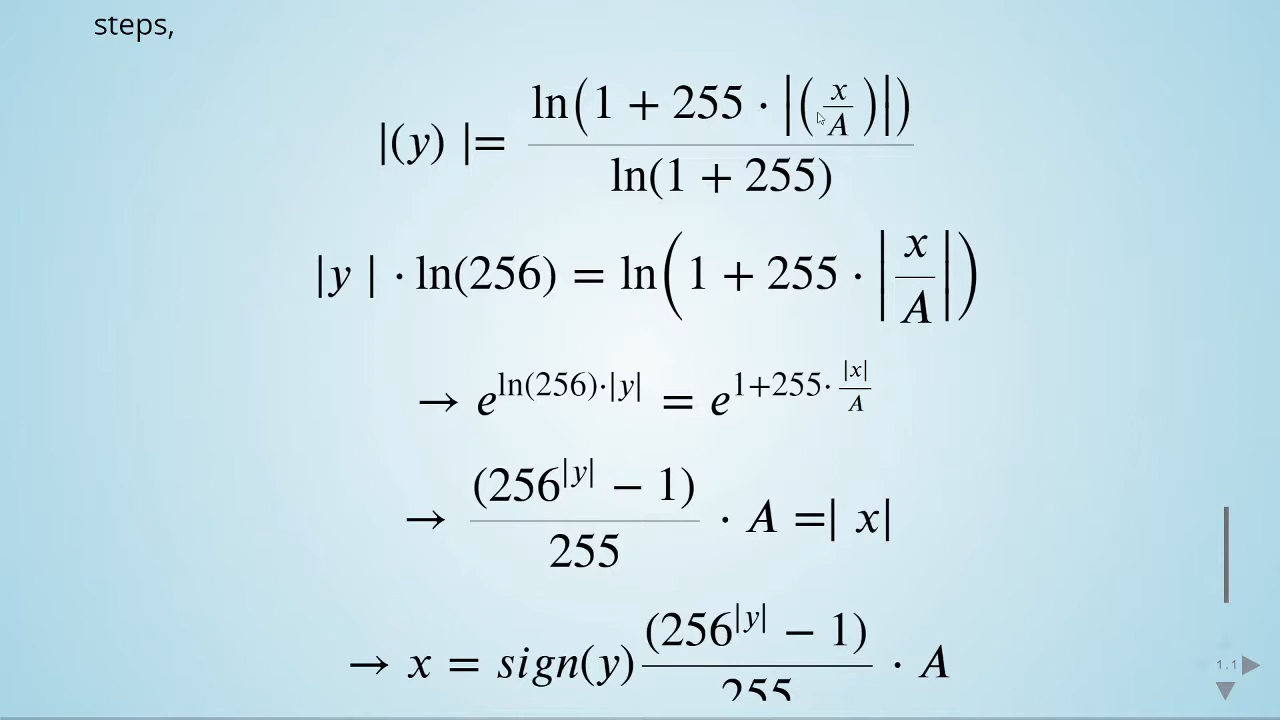 steps,
|(y) |= ln(1 + 255 · |(x/A)|) / ln(1 + 255)
|y | · ln(256) = ln(1 + 255 · |x/A|)
→ e^{ln(256)·|y|} = e^{1+255· |x|/A}
→ (256^{|y|} − 1) / 255 · A =| x|
→ x = sign(y) (256^{|y|} − 1) / 255 · A
1.1